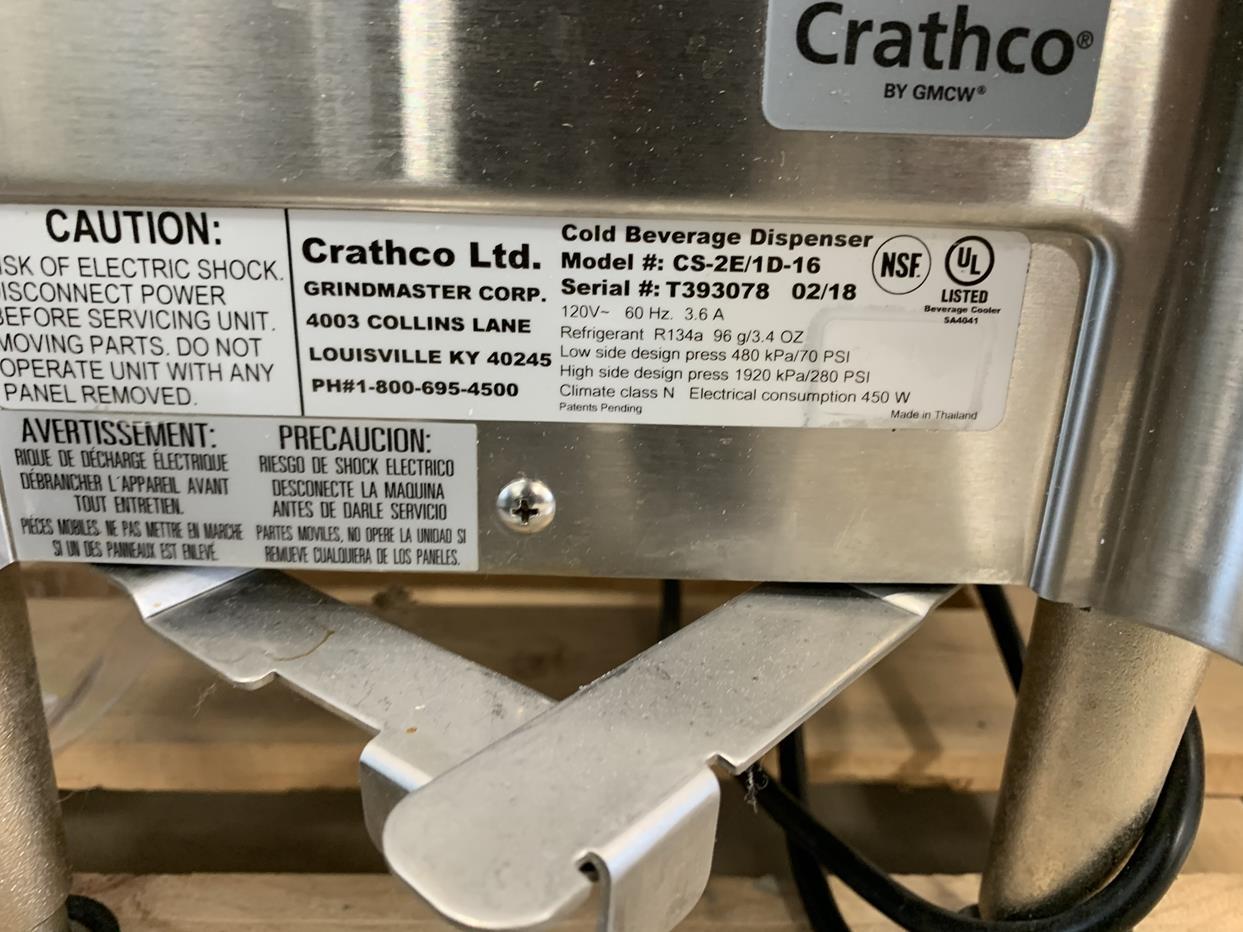 Crathco®
BY GMCW®
CAUTION:
ISK OF ELECTRIC SHOCK.
DISCONNECT POWER
BEFORE SERVICING UNIT.
MOVING PARTS. DO NOT
OPERATE UNIT WITH ANY
PANEL REMOVED.
Crathco Ltd.
GRINDMASTER CORP.
4003 COLLINS LANE
LOUISVILLE KY 40245
PH#1-800-695-4500
Cold Beverage Dispenser
Model #: CS-2E/1D-16
Serial #: T393078 02/18
120V~ 60 Hz. 3.6 A
Refrigerant R134a 96 g/3.4 OZ
Low side design press 480 kPa/70 PSI
High side design press 1920 kPa/280 PSI
Climate class N Electrical consumption 450 W
Patents Pending
Made in Thailand
NSF.
UL
LISTED
Beverage Cooler
SA4041
AVERTISSEMENT:
RIQUE DE DÉCHARGE ÉLECTRIQUE
DÉBRANCHER L'APPAREIL AVANT
TOUT ENTRETIEN.
PIÈCES MOBILES. NE PAS METTRE EN MARCHE
SI UN DES PANNEAUX EST ENLEVÉ.
PRECAUCION:
RIESGO DE SHOCK ELECTRICO
DESCONECTE LA MAQUINA
ANTES DE DARLE SERVICIO
PARTES MOVILES, NO OPERE LA UNIDAD SI
REMUEVE CUALQUIERA DE LOS PANELES.